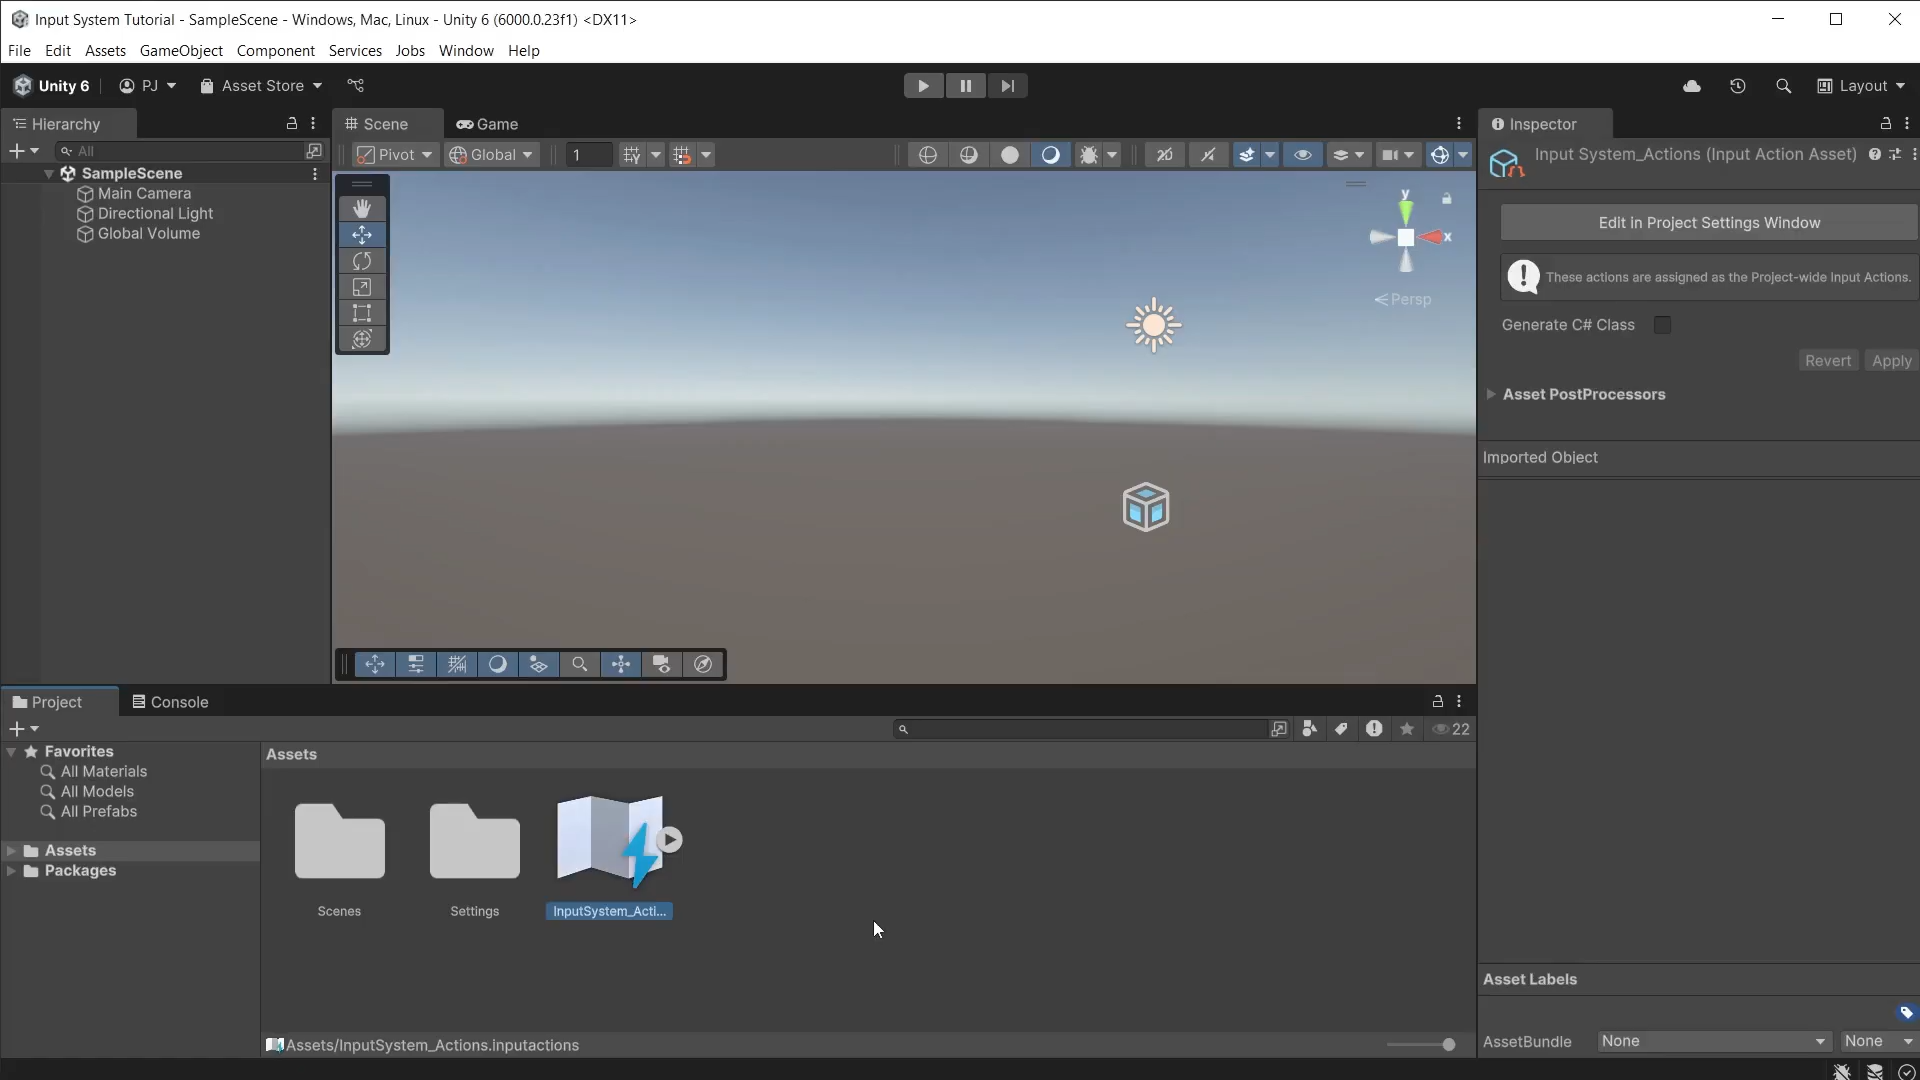 Input System Tutorial - SampleScene - Windows, Mac, Linux - Unity 6 (6000.0.23f1) <DX11>
File Edit Assets GameObject Component Services Jobs Window Help
Unity 6 PJ Asset Store Layout
Hierarchy
All
SampleScene
Main Camera
Directional Light
Global Volume
Scene Game
Pivot Global 1 2D
y
x
Persp
Inspector
Input System_Actions (Input Action Asset)
Edit in Project Settings Window
These actions are assigned as the Project-wide Input Actions.
Generate C# Class
Revert Apply
Asset PostProcessors
Imported Object
Asset Labels
AssetBundle None None
Project Console
22
Favorites
All Materials
All Models
All Prefabs
Assets
Packages
Assets
Scenes Settings InputSystem_Acti...
Assets/InputSystem_Actions.inputactions